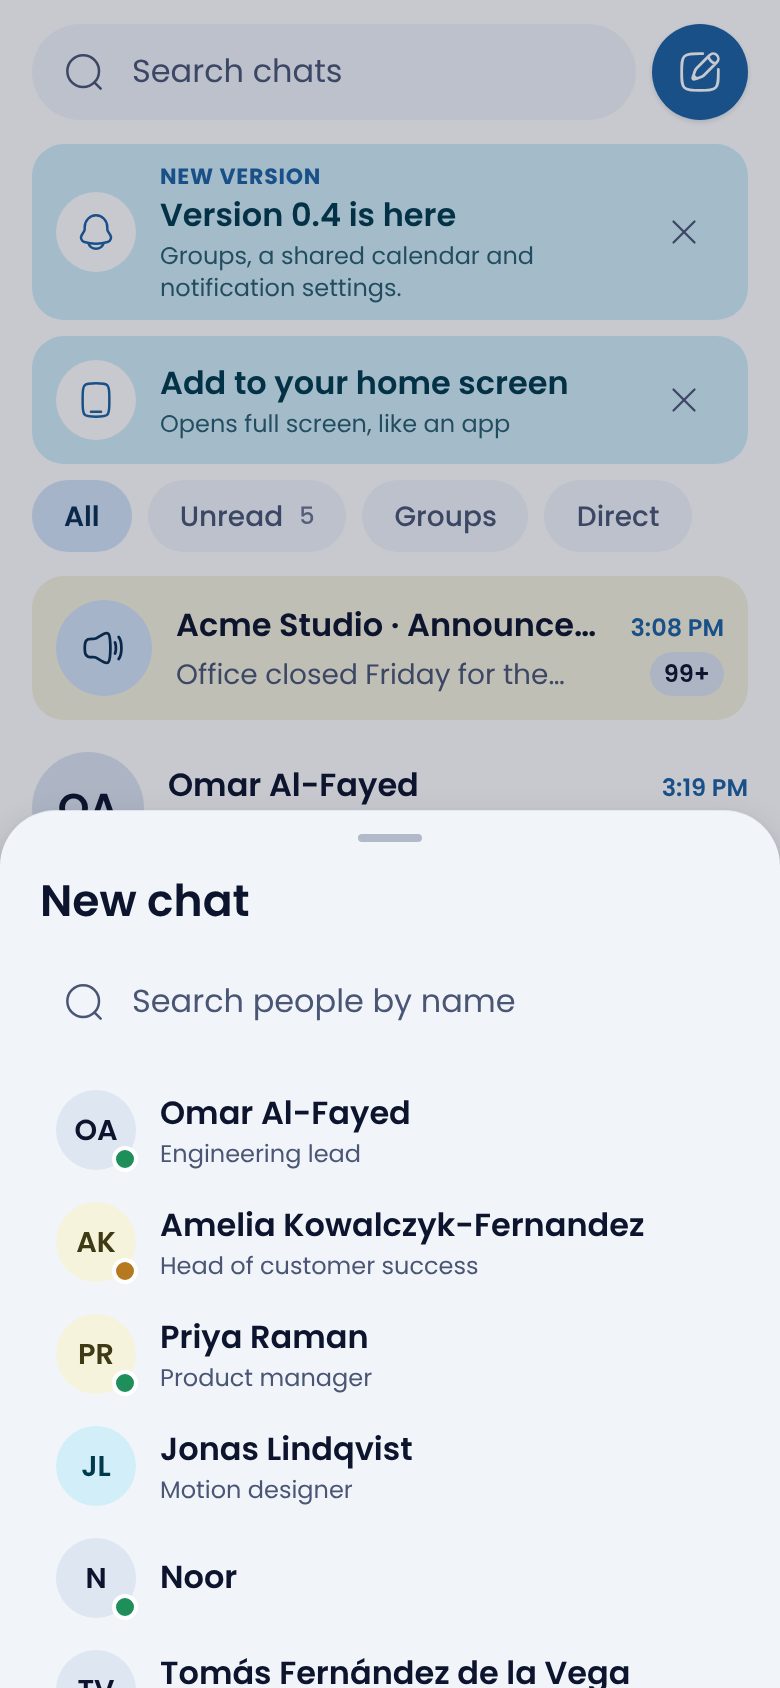 Search chats
NEW VERSION
Version 0.4 is here
Groups, a shared calendar and
notification settings.
Add to your home screen
Opens full screen, like an app
All
Unread 5
Groups
Direct
Acme Studio · Announce...
3:08 PM
Office closed Friday for the...
99+
OA
Omar Al-Fayed
3:19 PM
New chat
Search people by name
OA
Omar Al-Fayed
Engineering lead
AK
Amelia Kowalczyk-Fernandez
Head of customer success
PR
Priya Raman
Product manager
JL
Jonas Lindqvist
Motion designer
N
Noor
TV
Tomás Fernández de la Vega